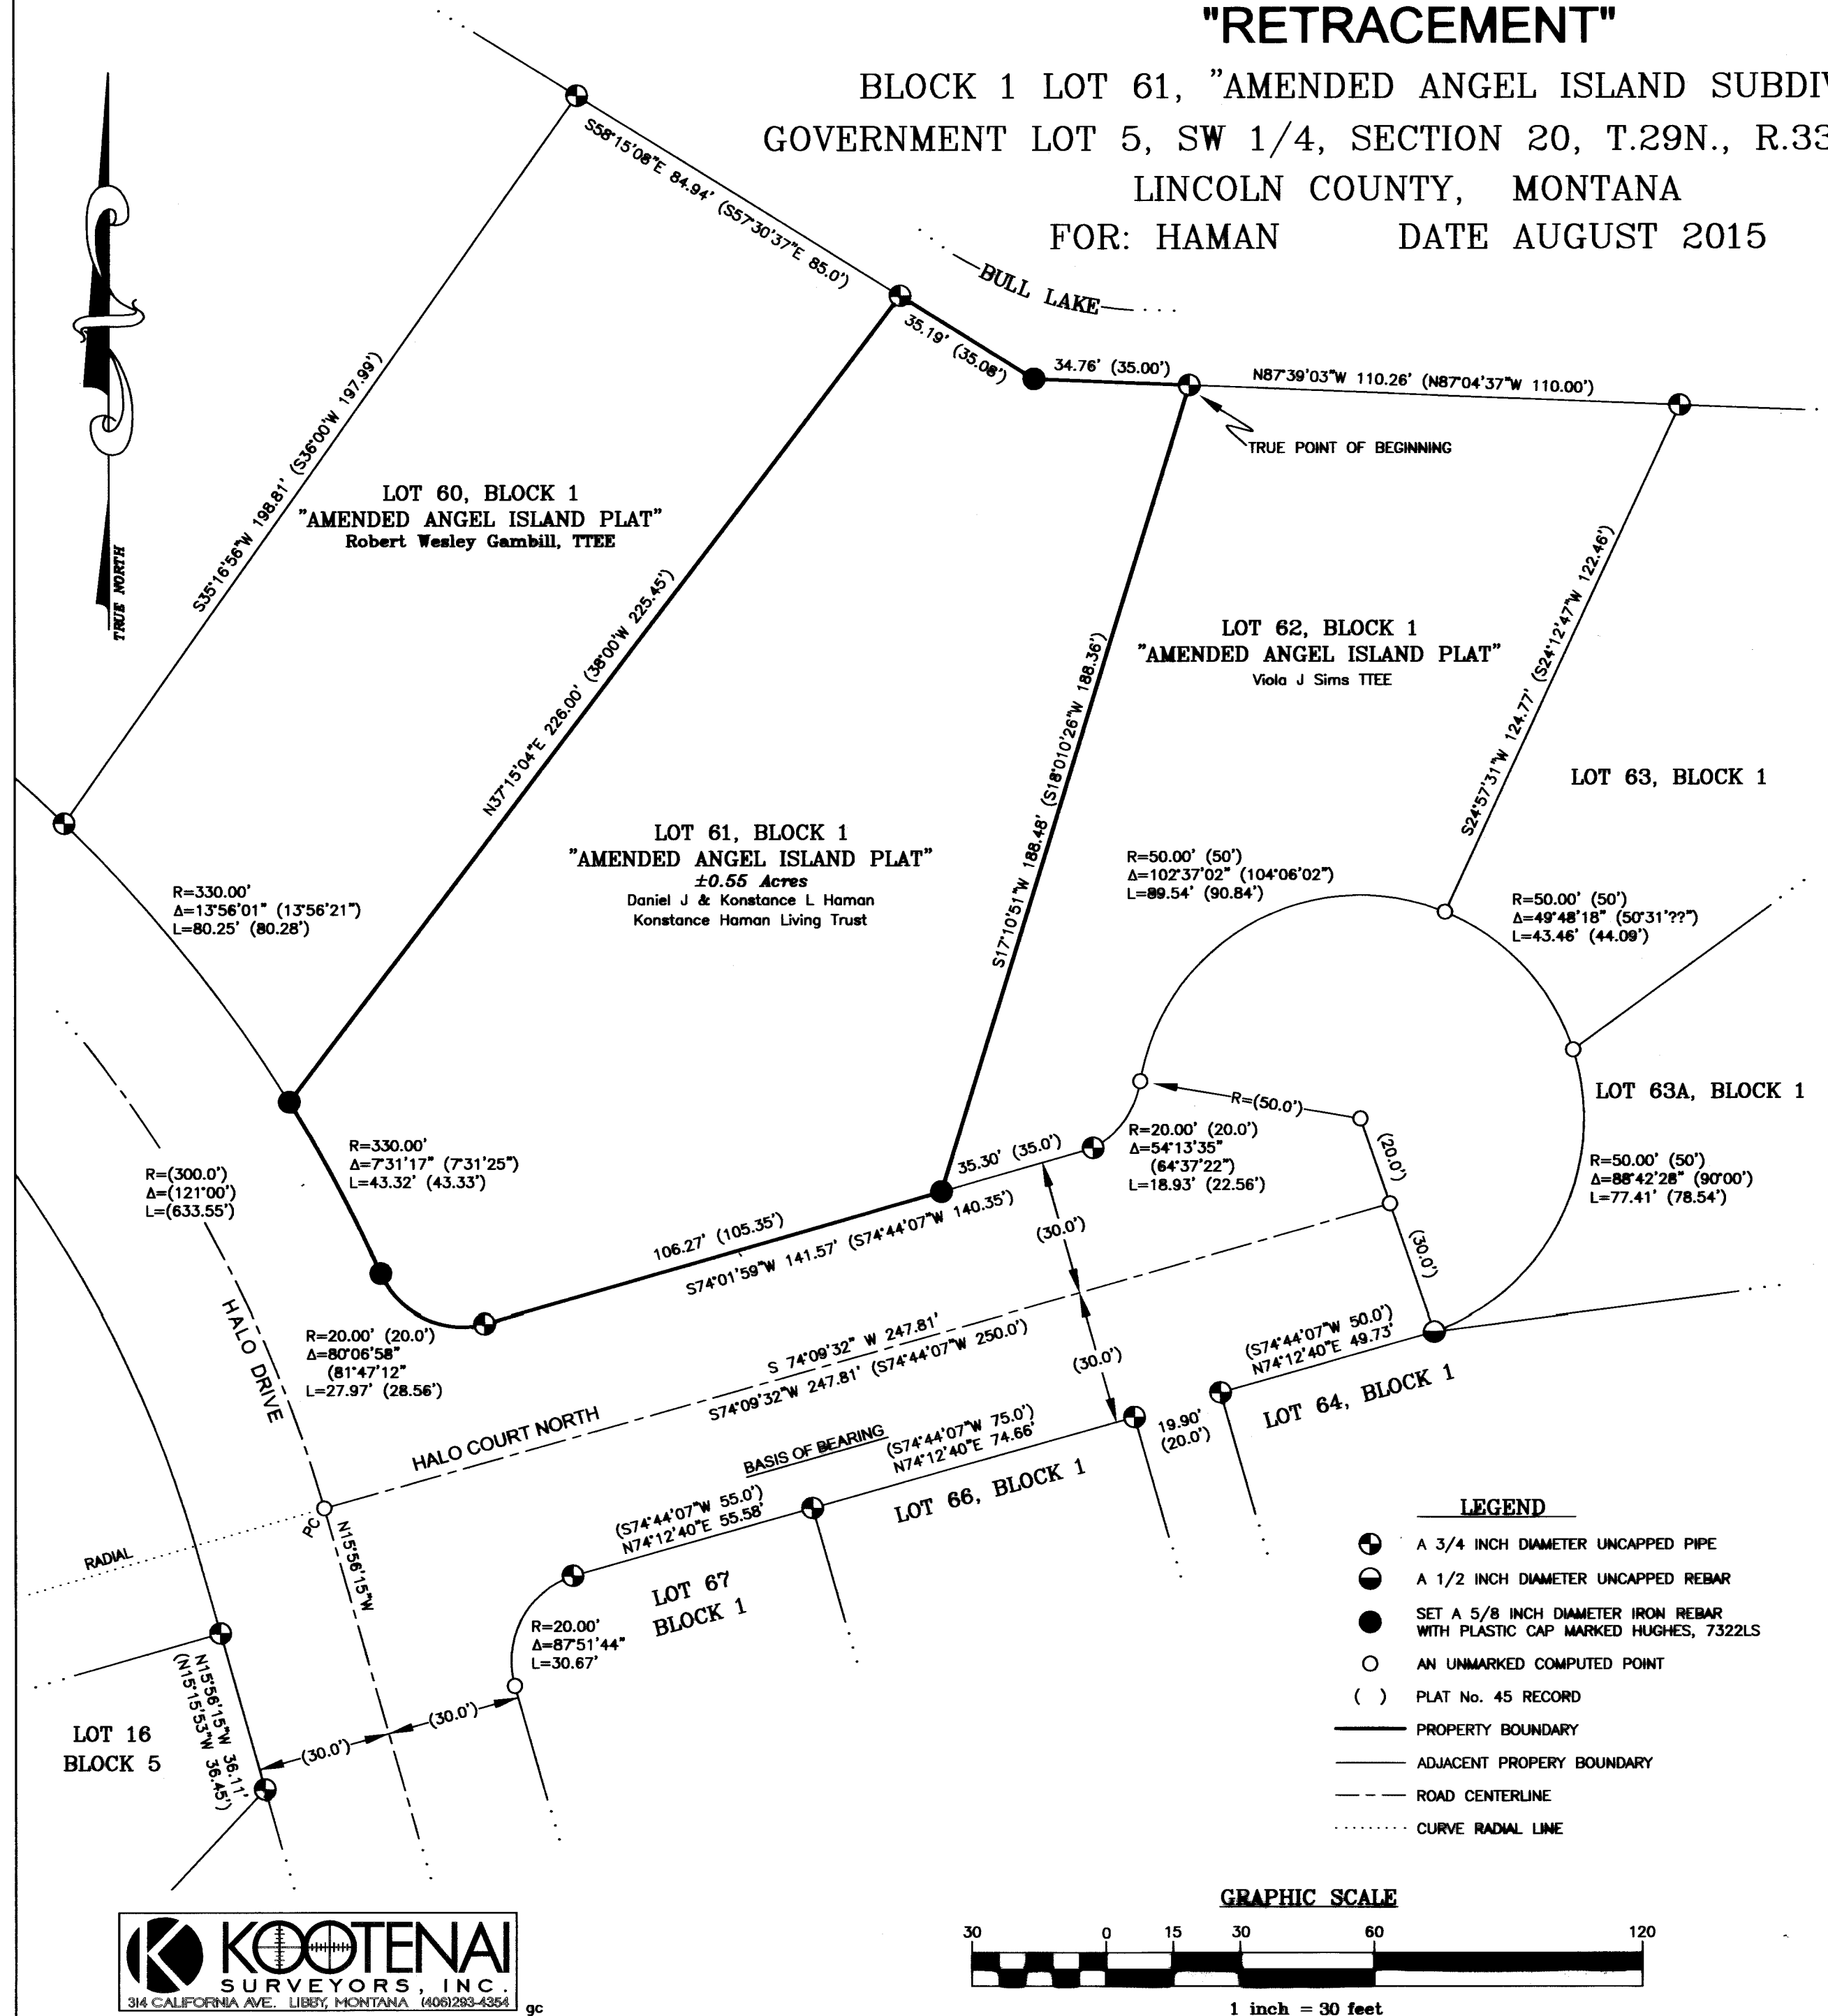 "RETRACEMENT"
BLOCK 1 LOT 61, "AMENDED ANGEL ISLAND SUBDIV
GOVERNMENT LOT 5, SW 1/4, SECTION 20, T.29N., R.33
LINCOLN COUNTY, MONTANA
FOR: HAMAN DATE AUGUST 2015
S58°15'08"E 84.94' (S57°30'37"E 85.0')
BULL LAKE
35.19' (35.08')
34.76' (35.00')
N87°39'03"W 110.26' (N87°04'37"W 110.00')
TRUE POINT OF BEGINNING
TRUE NORTH
S35°16'56"W 198.81' (S36°00'W 197.99')
LOT 60, BLOCK 1
"AMENDED ANGEL ISLAND PLAT"
Robert Wesley Gambill, TTEE
N37°15'04"E 226.00' (38°00'W 225.45')
S17°10'51"W 188.48' (S18°010'26"W 188.36')
LOT 62, BLOCK 1
"AMENDED ANGEL ISLAND PLAT"
Viola J Sims TTEE
S24°57'31"W 124.77' (S24°12'47"W 122.46')
LOT 63, BLOCK 1
LOT 61, BLOCK 1
"AMENDED ANGEL ISLAND PLAT"
±0.55 Acres
Daniel J & Konstance L Haman
Konstance Haman Living Trust
R=330.00'
Δ=13°56'01" (13°56'21")
L=80.25' (80.28')
R=50.00' (50')
Δ=102°37'02" (104°06'02")
L=89.54' (90.84')
R=50.00' (50')
Δ=49°48'18" (50°31'??")
L=43.46' (44.09')
LOT 63A, BLOCK 1
R=(50.0')
R=330.00'
Δ=7°31'17" (7°31'25")
L=43.32' (43.33')
R=(300.0')
Δ=(121°00')
L=(633.55')
35.30' (35.0')
R=20.00' (20.0')
Δ=54°13'35"
(64°37'22")
L=18.93' (22.56')
(20.0')
R=50.00' (50')
Δ=88°42'28" (90°00')
L=77.41' (78.54')
106.27' (105.35')
S74°01'59"W 141.57' (S74°44'07"W 140.35')
(30.0')
(30.0')
HALO DRIVE
R=20.00' (20.0')
Δ=80°06'58"
(81°47'12"
L=27.97' (28.56')
S 74°09'32" W 247.81'
S74°09'32"W 247.81' (S74°44'07"W 250.0')
(30.0')
(S74°44'07"W 50.0')
N74°12'40"E 49.73'
LOT 64, BLOCK 1
HALO COURT NORTH
BASIS OF BEARING
(S74°44'07"W 75.0')
N74°12'40"E 74.66'
19.90'
(20.0')
LOT 66, BLOCK 1
PC
N15°56'15"W
RADIAL
(S74°44'07"W 55.0')
N74°12'40"E 55.58'
LOT 67
BLOCK 1
R=20.00'
Δ=87°51'44"
L=30.67'
N15°56'15"W 36.11'
(N15°15'53"W 36.45')
(30.0')
(30.0')
LOT 16
BLOCK 5
LEGEND
A 3/4 INCH DIAMETER UNCAPPED PIPE
A 1/2 INCH DIAMETER UNCAPPED REBAR
SET A 5/8 INCH DIAMETER IRON REBAR
WITH PLASTIC CAP MARKED HUGHES, 7322LS
AN UNMARKED COMPUTED POINT
( ) PLAT No. 45 RECORD
PROPERTY BOUNDARY
ADJACENT PROPERY BOUNDARY
ROAD CENTERLINE
CURVE RADIAL LINE
GRAPHIC SCALE
30 0 15 30 60 120
1 inch = 30 feet
K KOOTENAI
SURVEYORS, INC.
314 CALIFORNIA AVE. LIBBY, MONTANA (406)293-4354
gc